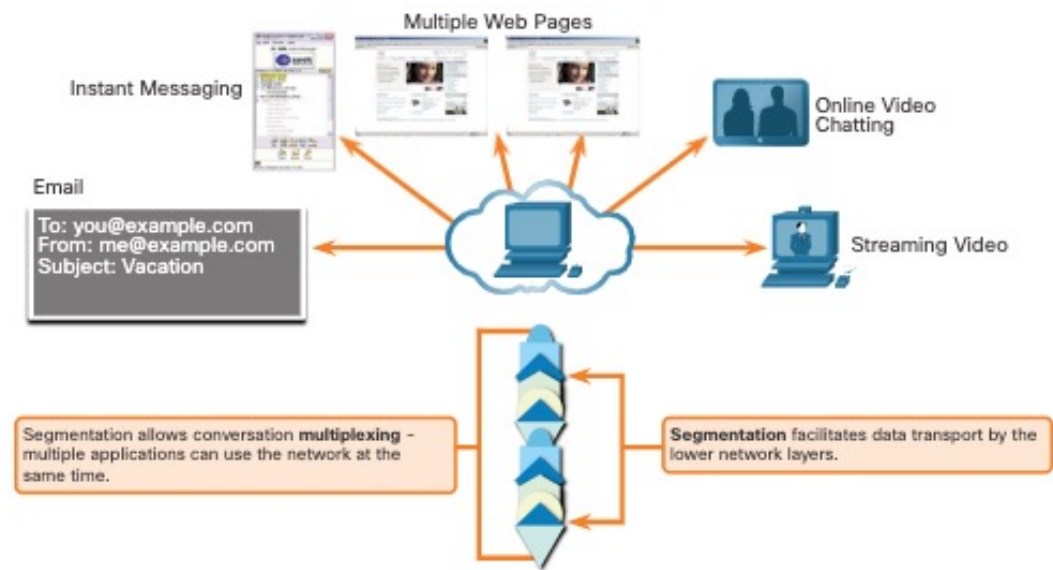 Multiple Web Pages
Instant Messaging
Online Video
Chatting
Email
To: you@example.com
From: me@example.com
Subject: Vacation
Streaming Video
Segmentation allows conversation multiplexing –
multiple applications can use the network at the
same time.
Segmentation facilitates data transport by the
lower network layers.